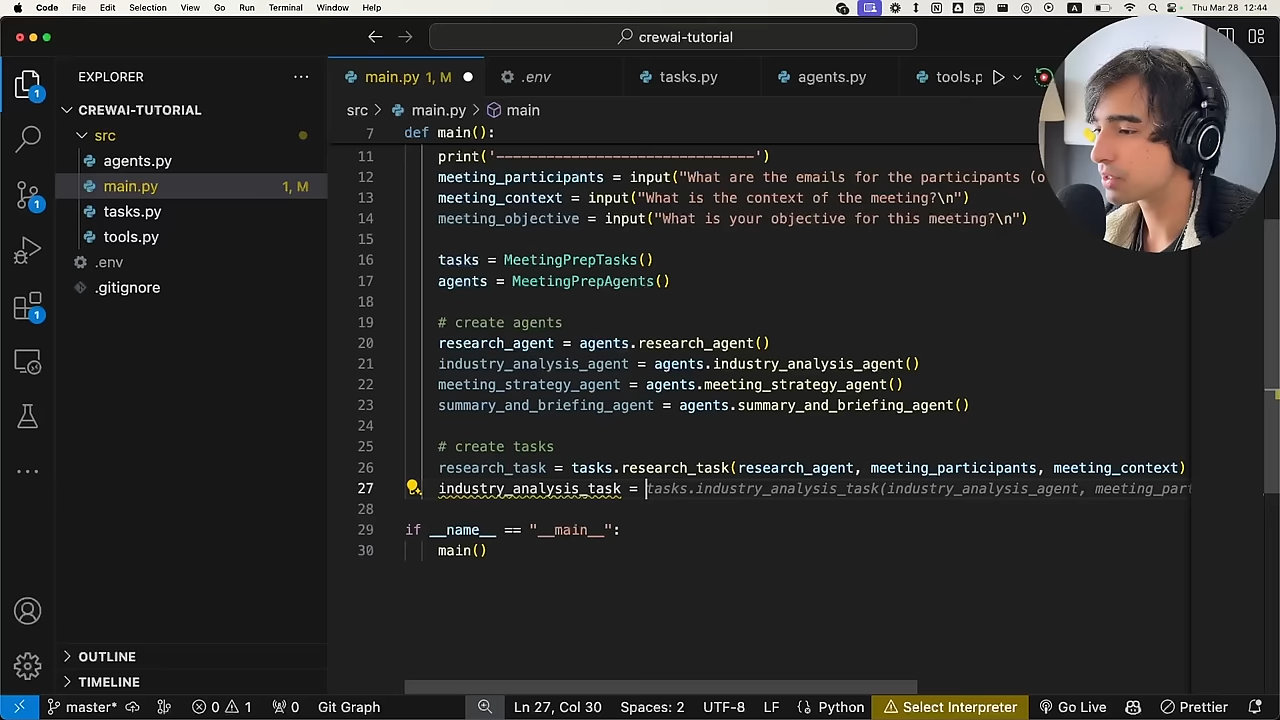 Code File Edit Selection View Go Run Terminal Window Help
Thu Mar 28 12:44
crewai-tutorial
EXPLORER
main.py 1, M
.env
tasks.py
agents.py
tools.p
CREWAI-TUTORIAL
src
agents.py
main.py 1, M
tasks.py
tools.py
.env
.gitignore
OUTLINE
TIMELINE
1
1
1
src > main.py > main
7 def main():
11 print('-------------------------------')
12 meeting_participants = input("What are the emails for the participants (o
13 meeting_context = input("What is the context of the meeting?\n")
14 meeting_objective = input("What is your objective for this meeting?\n")
15
16 tasks = MeetingPrepTasks()
17 agents = MeetingPrepAgents()
18
19 # create agents
20 research_agent = agents.research_agent()
21 industry_analysis_agent = agents.industry_analysis_agent()
22 meeting_strategy_agent = agents.meeting_strategy_agent()
23 summary_and_briefing_agent = agents.summary_and_briefing_agent()
24
25 # create tasks
26 research_task = tasks.research_task(research_agent, meeting_participants, meeting_context)
27 industry_analysis_task = tasks.industry_analysis_task(industry_analysis_agent, meeting_part
28
29 if __name__ == "__main__":
30 main()
master* 0 1 0 Git Graph Ln 27, Col 30 Spaces: 2 UTF-8 LF Python Select Interpreter Go Live Prettier